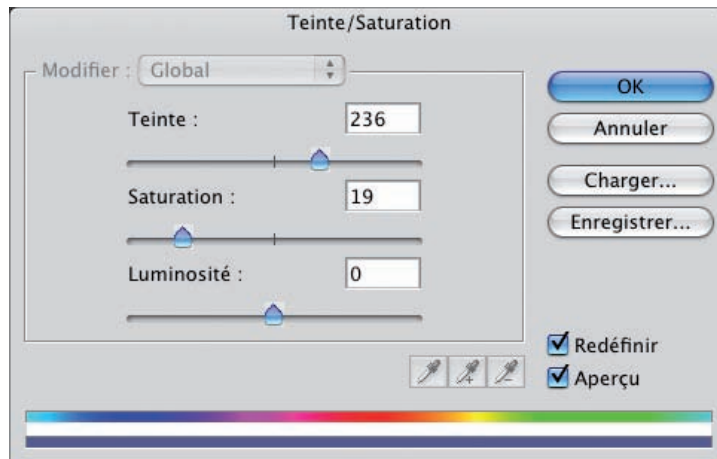 Teinte/Saturation
Modifier : Global
Teinte : 236
Saturation : 19
Luminosité : 0
OK
Annuler
Charger...
Enregistrer...
Redéfinir
Aperçu